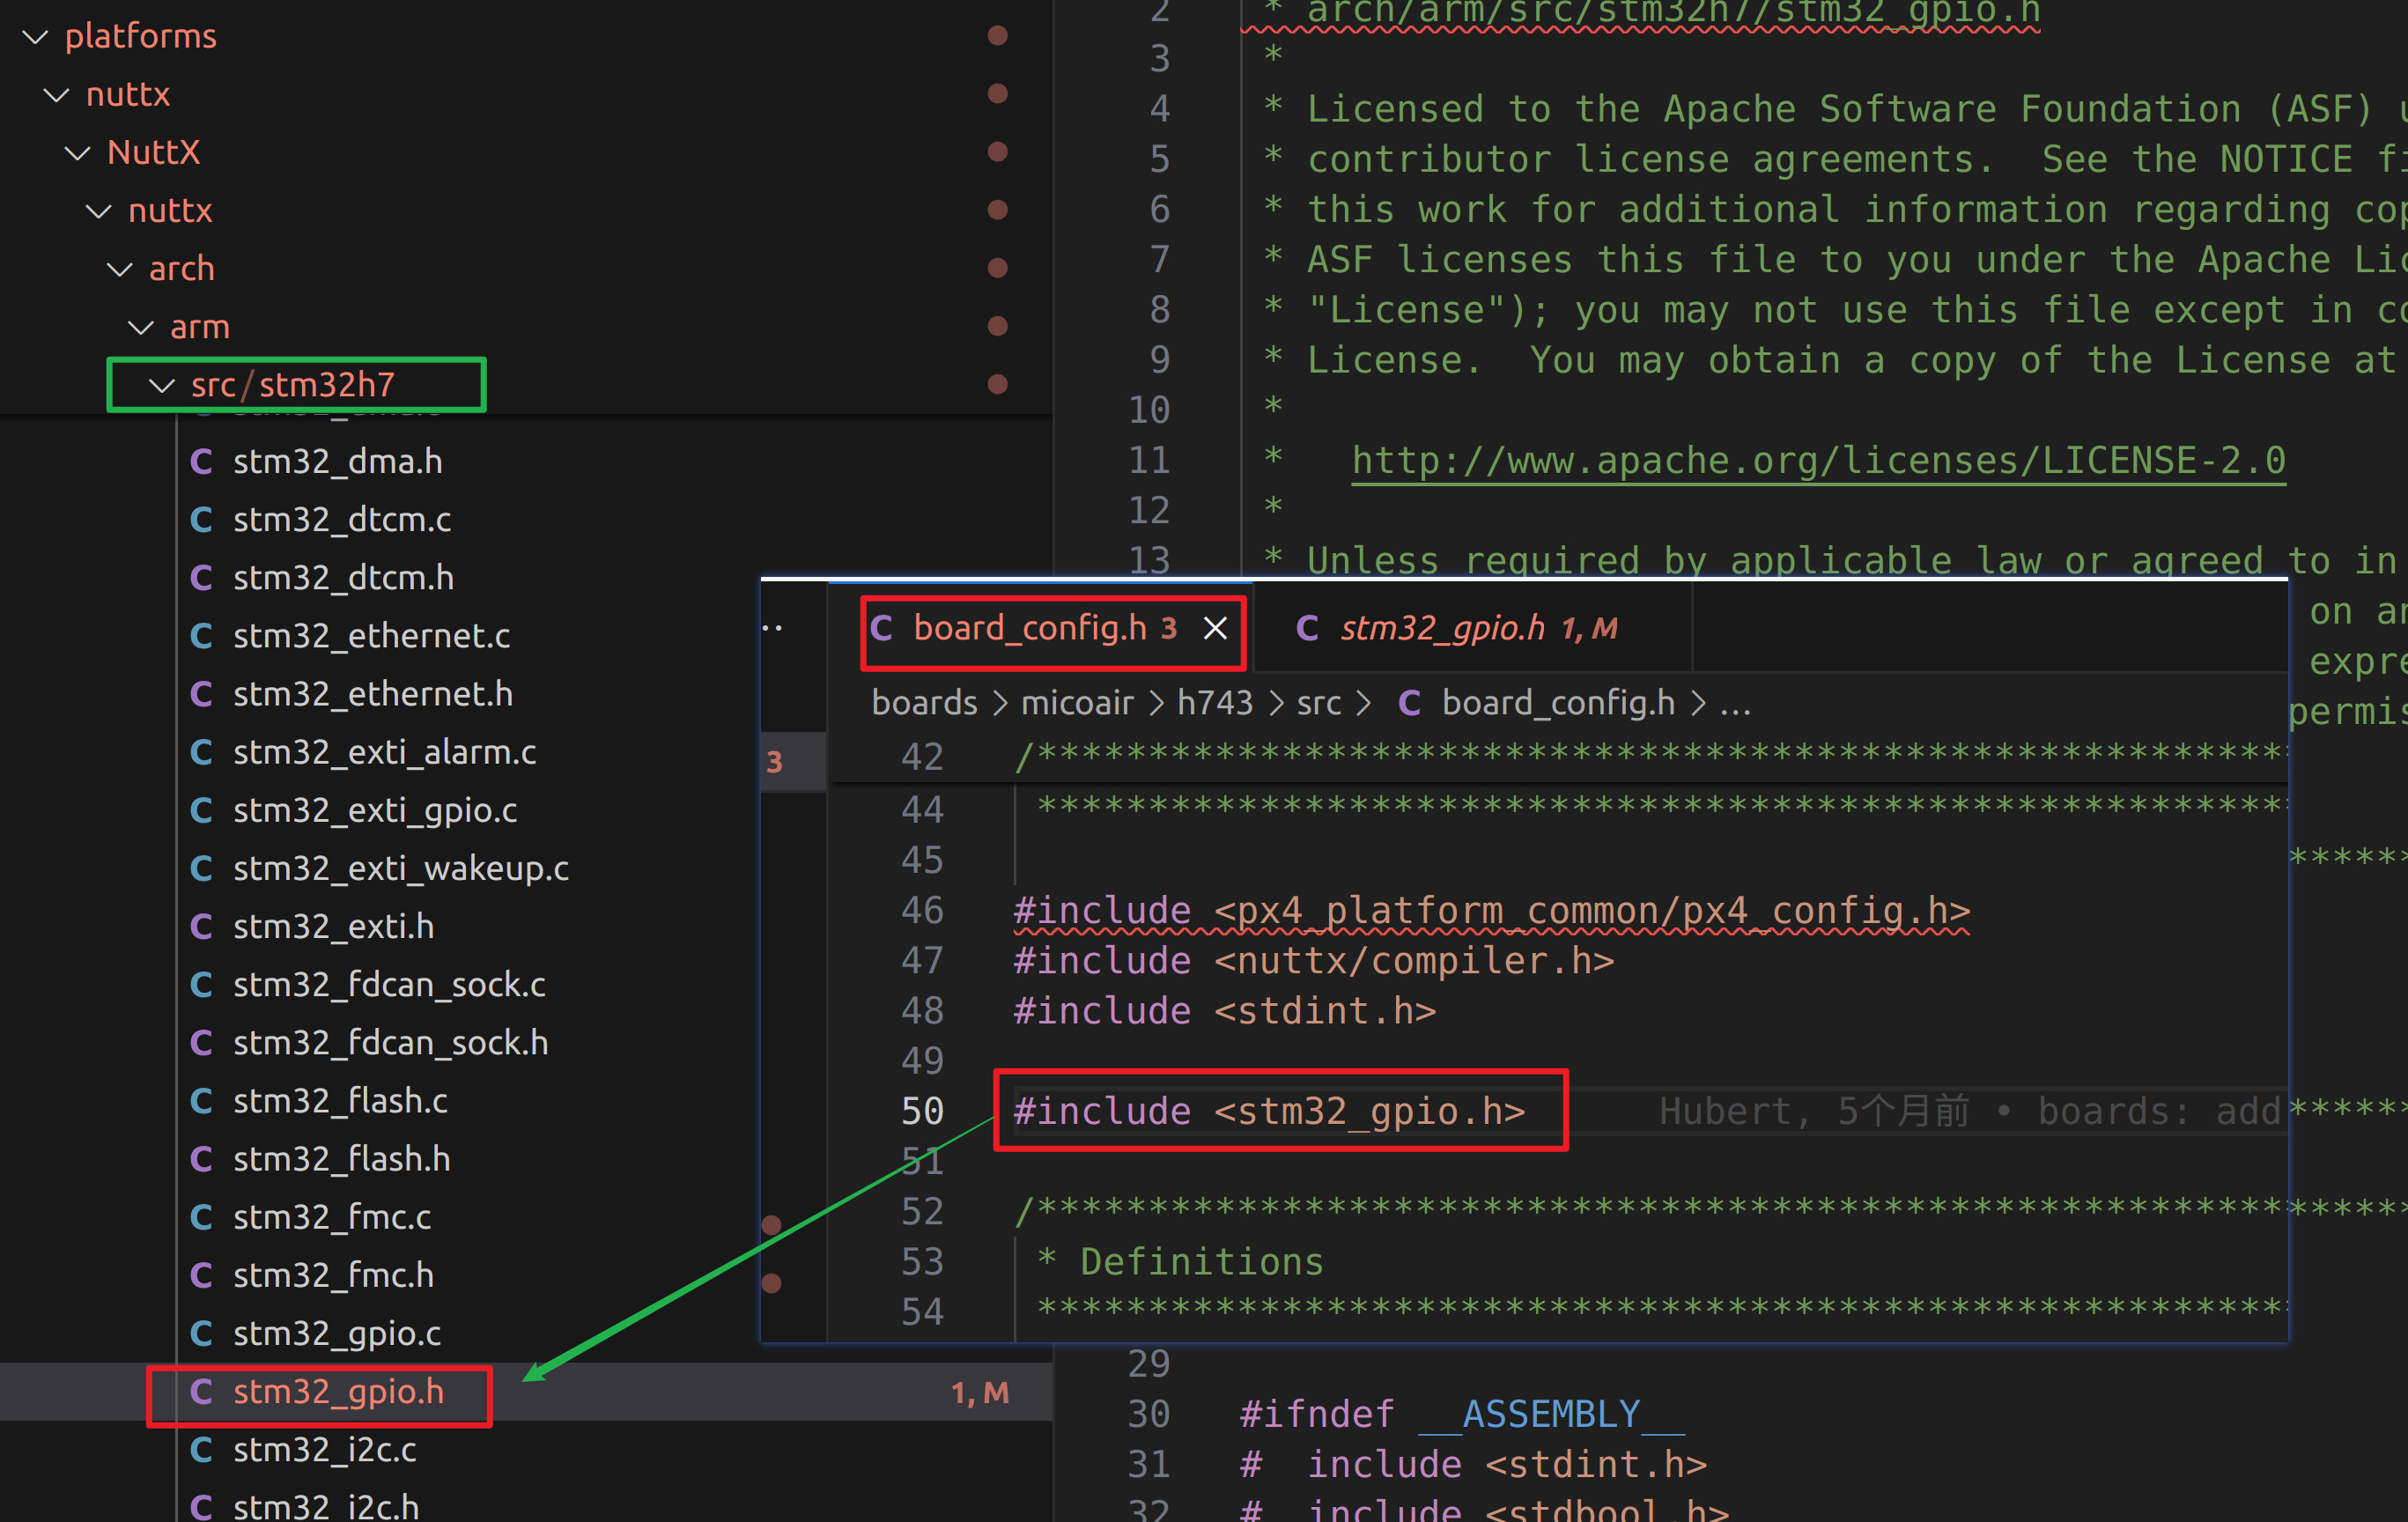 platforms
nuttx
NuttX
nuttx
arch
arm
src/stm32h7
stm32_dma.h
stm32_dtcm.c
stm32_dtcm.h
stm32_ethernet.c
stm32_ethernet.h
stm32_exti_alarm.c
stm32_exti_gpio.c
stm32_exti_wakeup.c
stm32_exti.h
stm32_fdcan_sock.c
stm32_fdcan_sock.h
stm32_flash.c
stm32_flash.h
stm32_fmc.c
stm32_fmc.h
stm32_gpio.c
stm32_gpio.h 1, M
stm32_i2c.c
stm32_i2c.h
2 * arch/arm/src/stm32h7/stm32_gpio.h
3 *
4 * Licensed to the Apache Software Foundation (ASF) u
5 * contributor license agreements.  See the NOTICE fi
6 * this work for additional information regarding cop
7 * ASF licenses this file to you under the Apache Lic
8 * "License"); you may not use this file except in co
9 * License.  You may obtain a copy of the License at
10 *
11 *   http://www.apache.org/licenses/LICENSE-2.0
12 *
13 * Unless required by applicable law or agreed to in
on an
expre
permis
******
******
******
board_config.h 3 × stm32_gpio.h 1, M
boards > micoair > h743 > src > C board_config.h > ...
3
42 /*********************************************************
44 ********************************************************
45
46 #include <px4_platform_common/px4_config.h>
47 #include <nuttx/compiler.h>
48 #include <stdint.h>
49
50 #include <stm32_gpio.h> Hubert, 5个月前 • boards: add
51
52 /*********************************************************
53 * Definitions
54 ********************************************************
29
30 #ifndef __ASSEMBLY__
31 #  include <stdint.h>
32 #  include <stdbool.h>